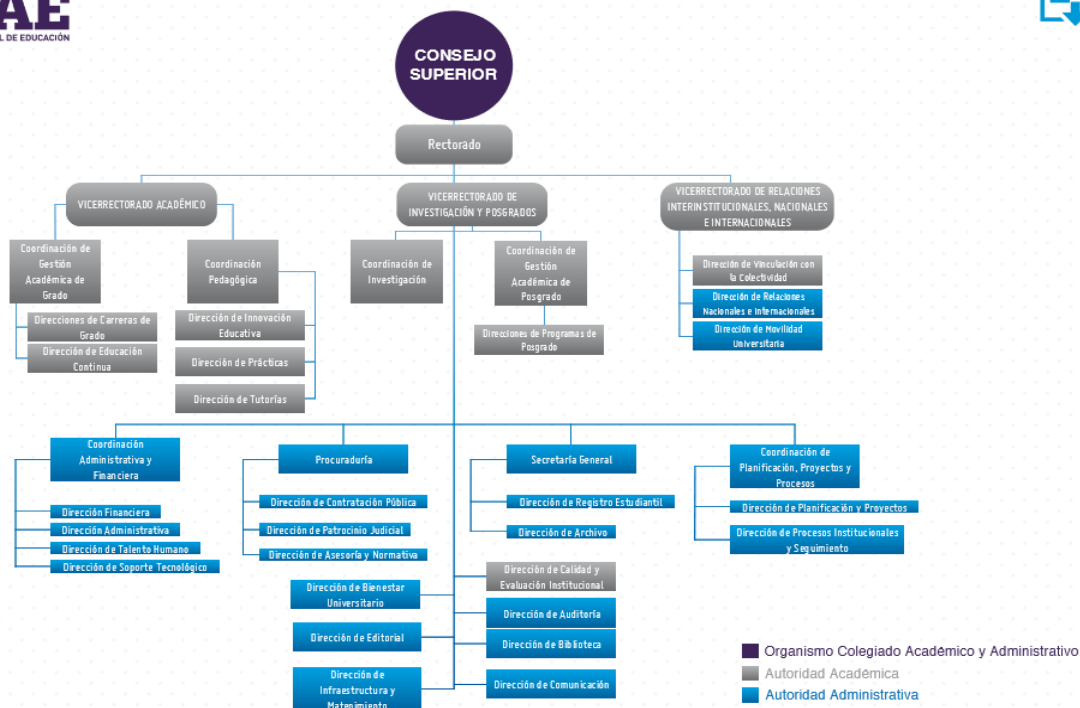 AE
L DE EDUCACIÓN
CONSEJO
SUPERIOR
Rectorado
VICERRECTORADO ACADÉMICO
VICERRECTORADO DE
INVESTIGACIÓN Y POSGRADOS
VICERRECTORADO DE RELACIONES
INTERINSTITUCIONALES, NACIONALES
E INTERNACIONALES
Coordinación de
Gestión
Académica de
Grado
Coordinación
Pedagógica
Coordinación de
Investigación
Coordinación de
Gestión
Académica de
Posgrado
Dirección de Vinculación con
la Colectividad
Dirección de Relaciones
Nacionales e Internacionales
Dirección de Movilidad
Universitaria
Direcciones de Carreras de
Grado
Dirección de Educación
Continua
Dirección de Innovación
Educativa
Dirección de Prácticas
Dirección de Tutorías
Direcciones de Programas de
Posgrado
Coordinación
Administrativa y
Financiera
Dirección Financiera
Dirección Administrativa
Dirección de Talento Humano
Dirección de Soporte Tecnológico
Procuraduría
Dirección de Contratación Pública
Dirección de Patrocinio Judicial
Dirección de Asesoría y Normativa
Secretaría General
Dirección de Registro Estudiantil
Dirección de Archivo
Coordinación de
Planificación, Proyectos y
Procesos
Dirección de Planificación y Proyectos
Dirección de Procesos Institucionales
y Seguimiento
Dirección de Bienestar
Universitario
Dirección de Editorial
Dirección de
Infraestructura y
Matenimiento
Dirección de Calidad y
Evaluación Institucional
Dirección de Auditoría
Dirección de Biblioteca
Dirección de Comunicación
Organismo Colegiado Académico y Administrativo
Autoridad Académica
Autoridad Administrativa